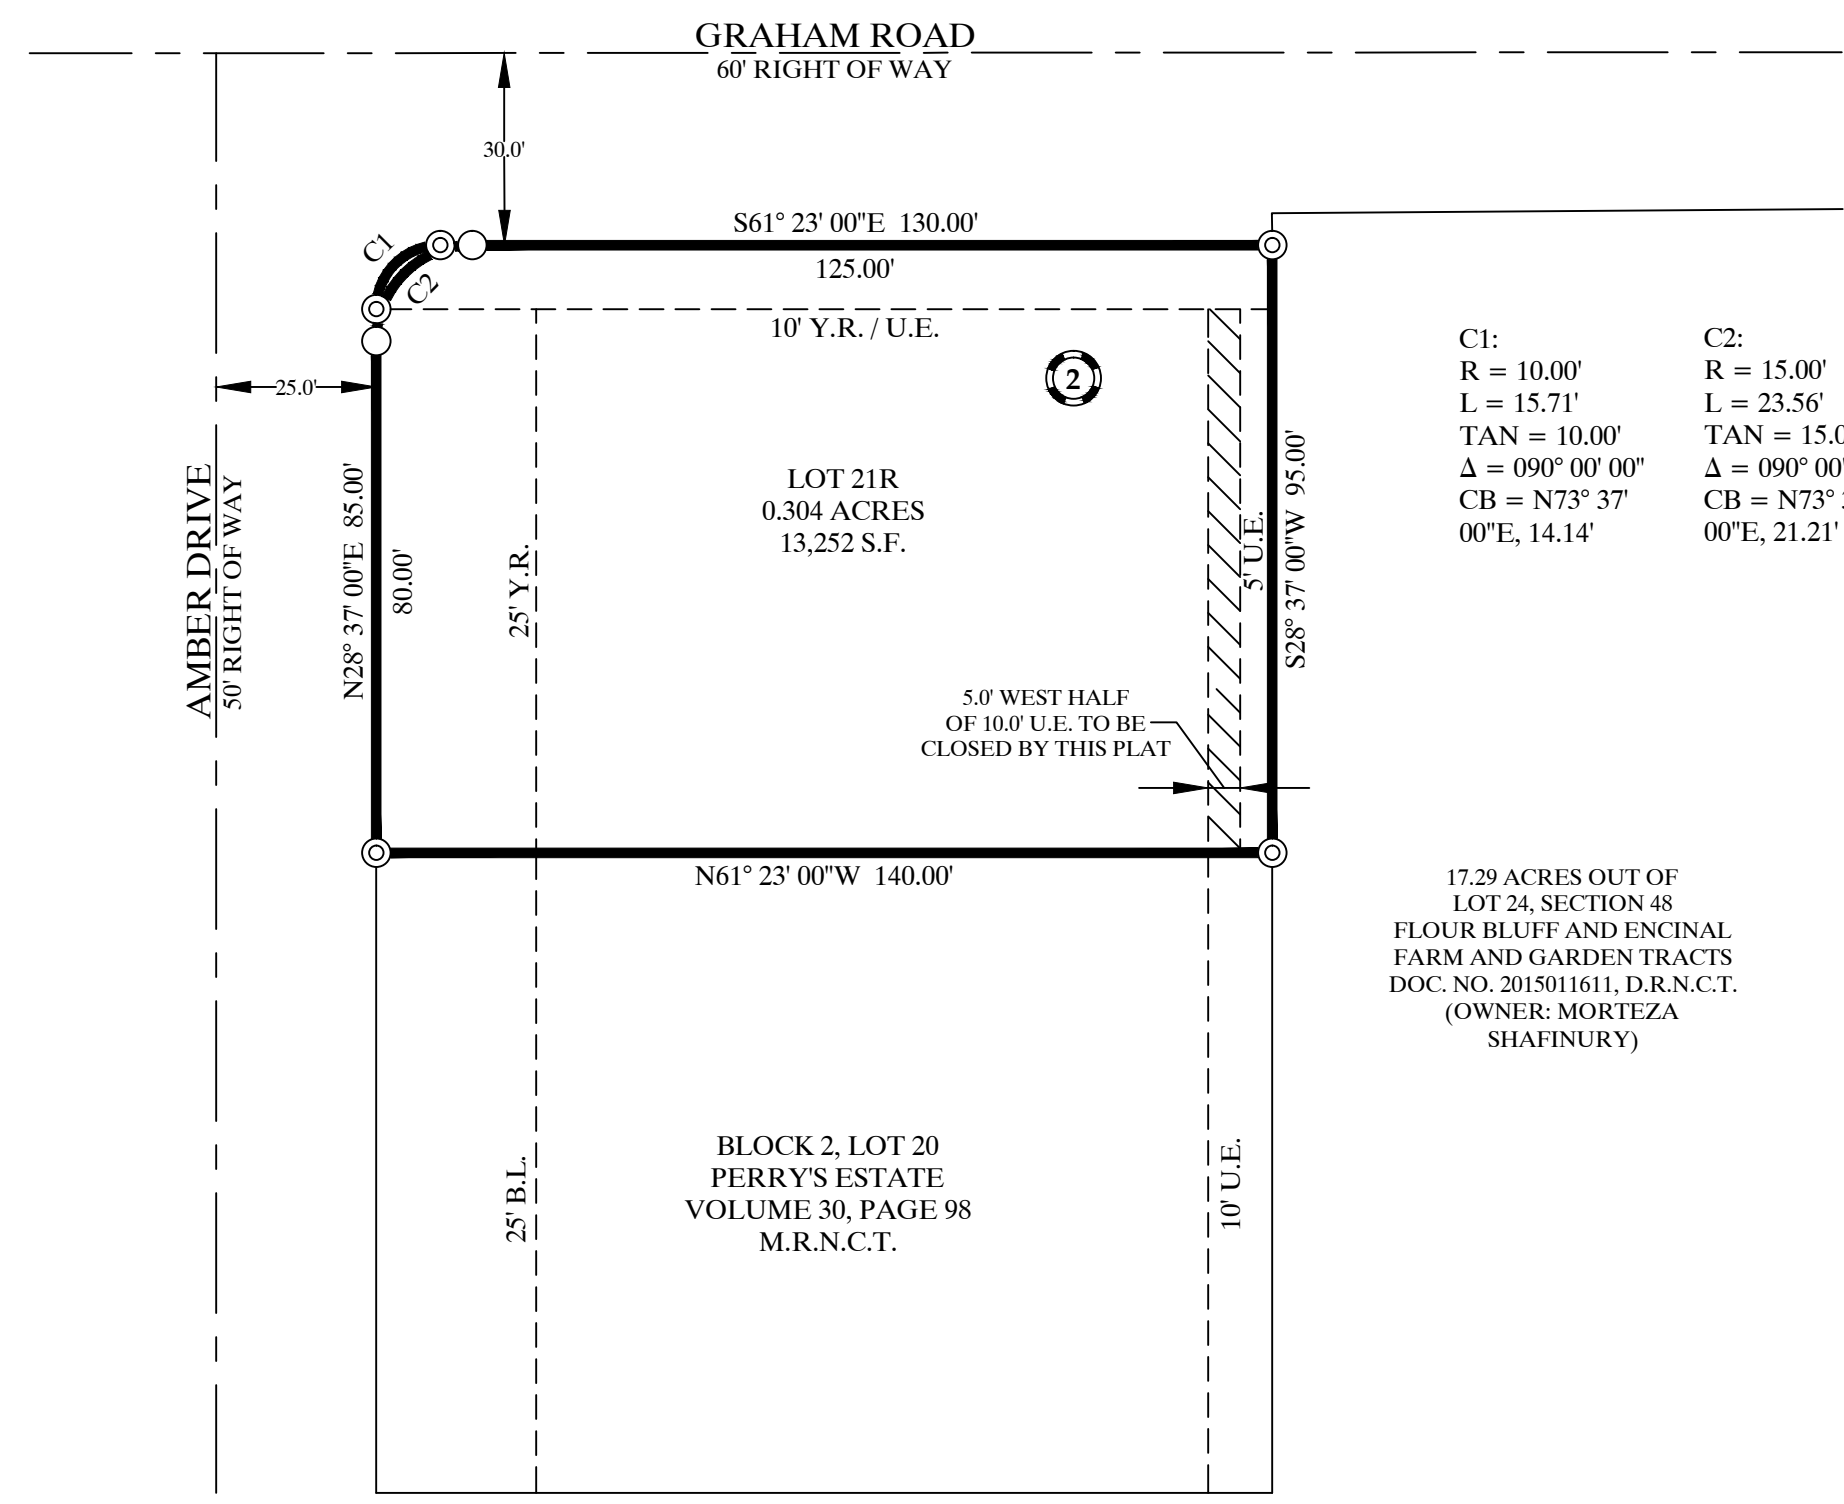 GRAHAM ROAD
60' RIGHT OF WAY
30.0'
S61° 23' 00"E 130.00'
125.00'
C1
C2
10' Y.R. / U.E.
2
25.0'
AMBER DRIVE
50' RIGHT OF WAY
N28° 37' 00"E 85.00'
80.00'
25' Y.R.
LOT 21R
0.304 ACRES
13,252 S.F.
5' U.E.
S28° 37' 00"W 95.00'
5.0' WEST HALF
OF 10.0' U.E. TO BE
CLOSED BY THIS PLAT
N61° 23' 00"W 140.00'
C1:
R = 10.00'
L = 15.71'
TAN = 10.00'
Δ = 090° 00' 00"
CB = N73° 37'
00"E, 14.14'
C2:
R = 15.00'
L = 23.56'
TAN = 15.0
Δ = 090° 00'
CB = N73°
00"E, 21.21'
17.29 ACRES OUT OF
LOT 24, SECTION 48
FLOUR BLUFF AND ENCINAL
FARM AND GARDEN TRACTS
DOC. NO. 2015011611, D.R.N.C.T.
(OWNER: MORTEZA
SHAFINURY)
25' B.L.
BLOCK 2, LOT 20
PERRY'S ESTATE
VOLUME 30, PAGE 98
M.R.N.C.T.
10' U.E.